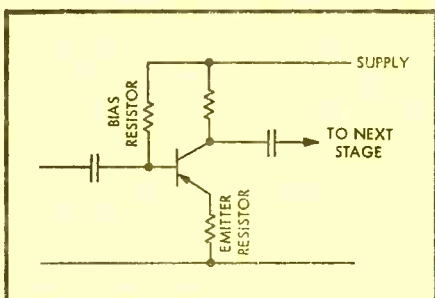 SUPPLY
BIAS
RESISTOR
TO NEXT
STAGE
EMITTER
RESISTOR